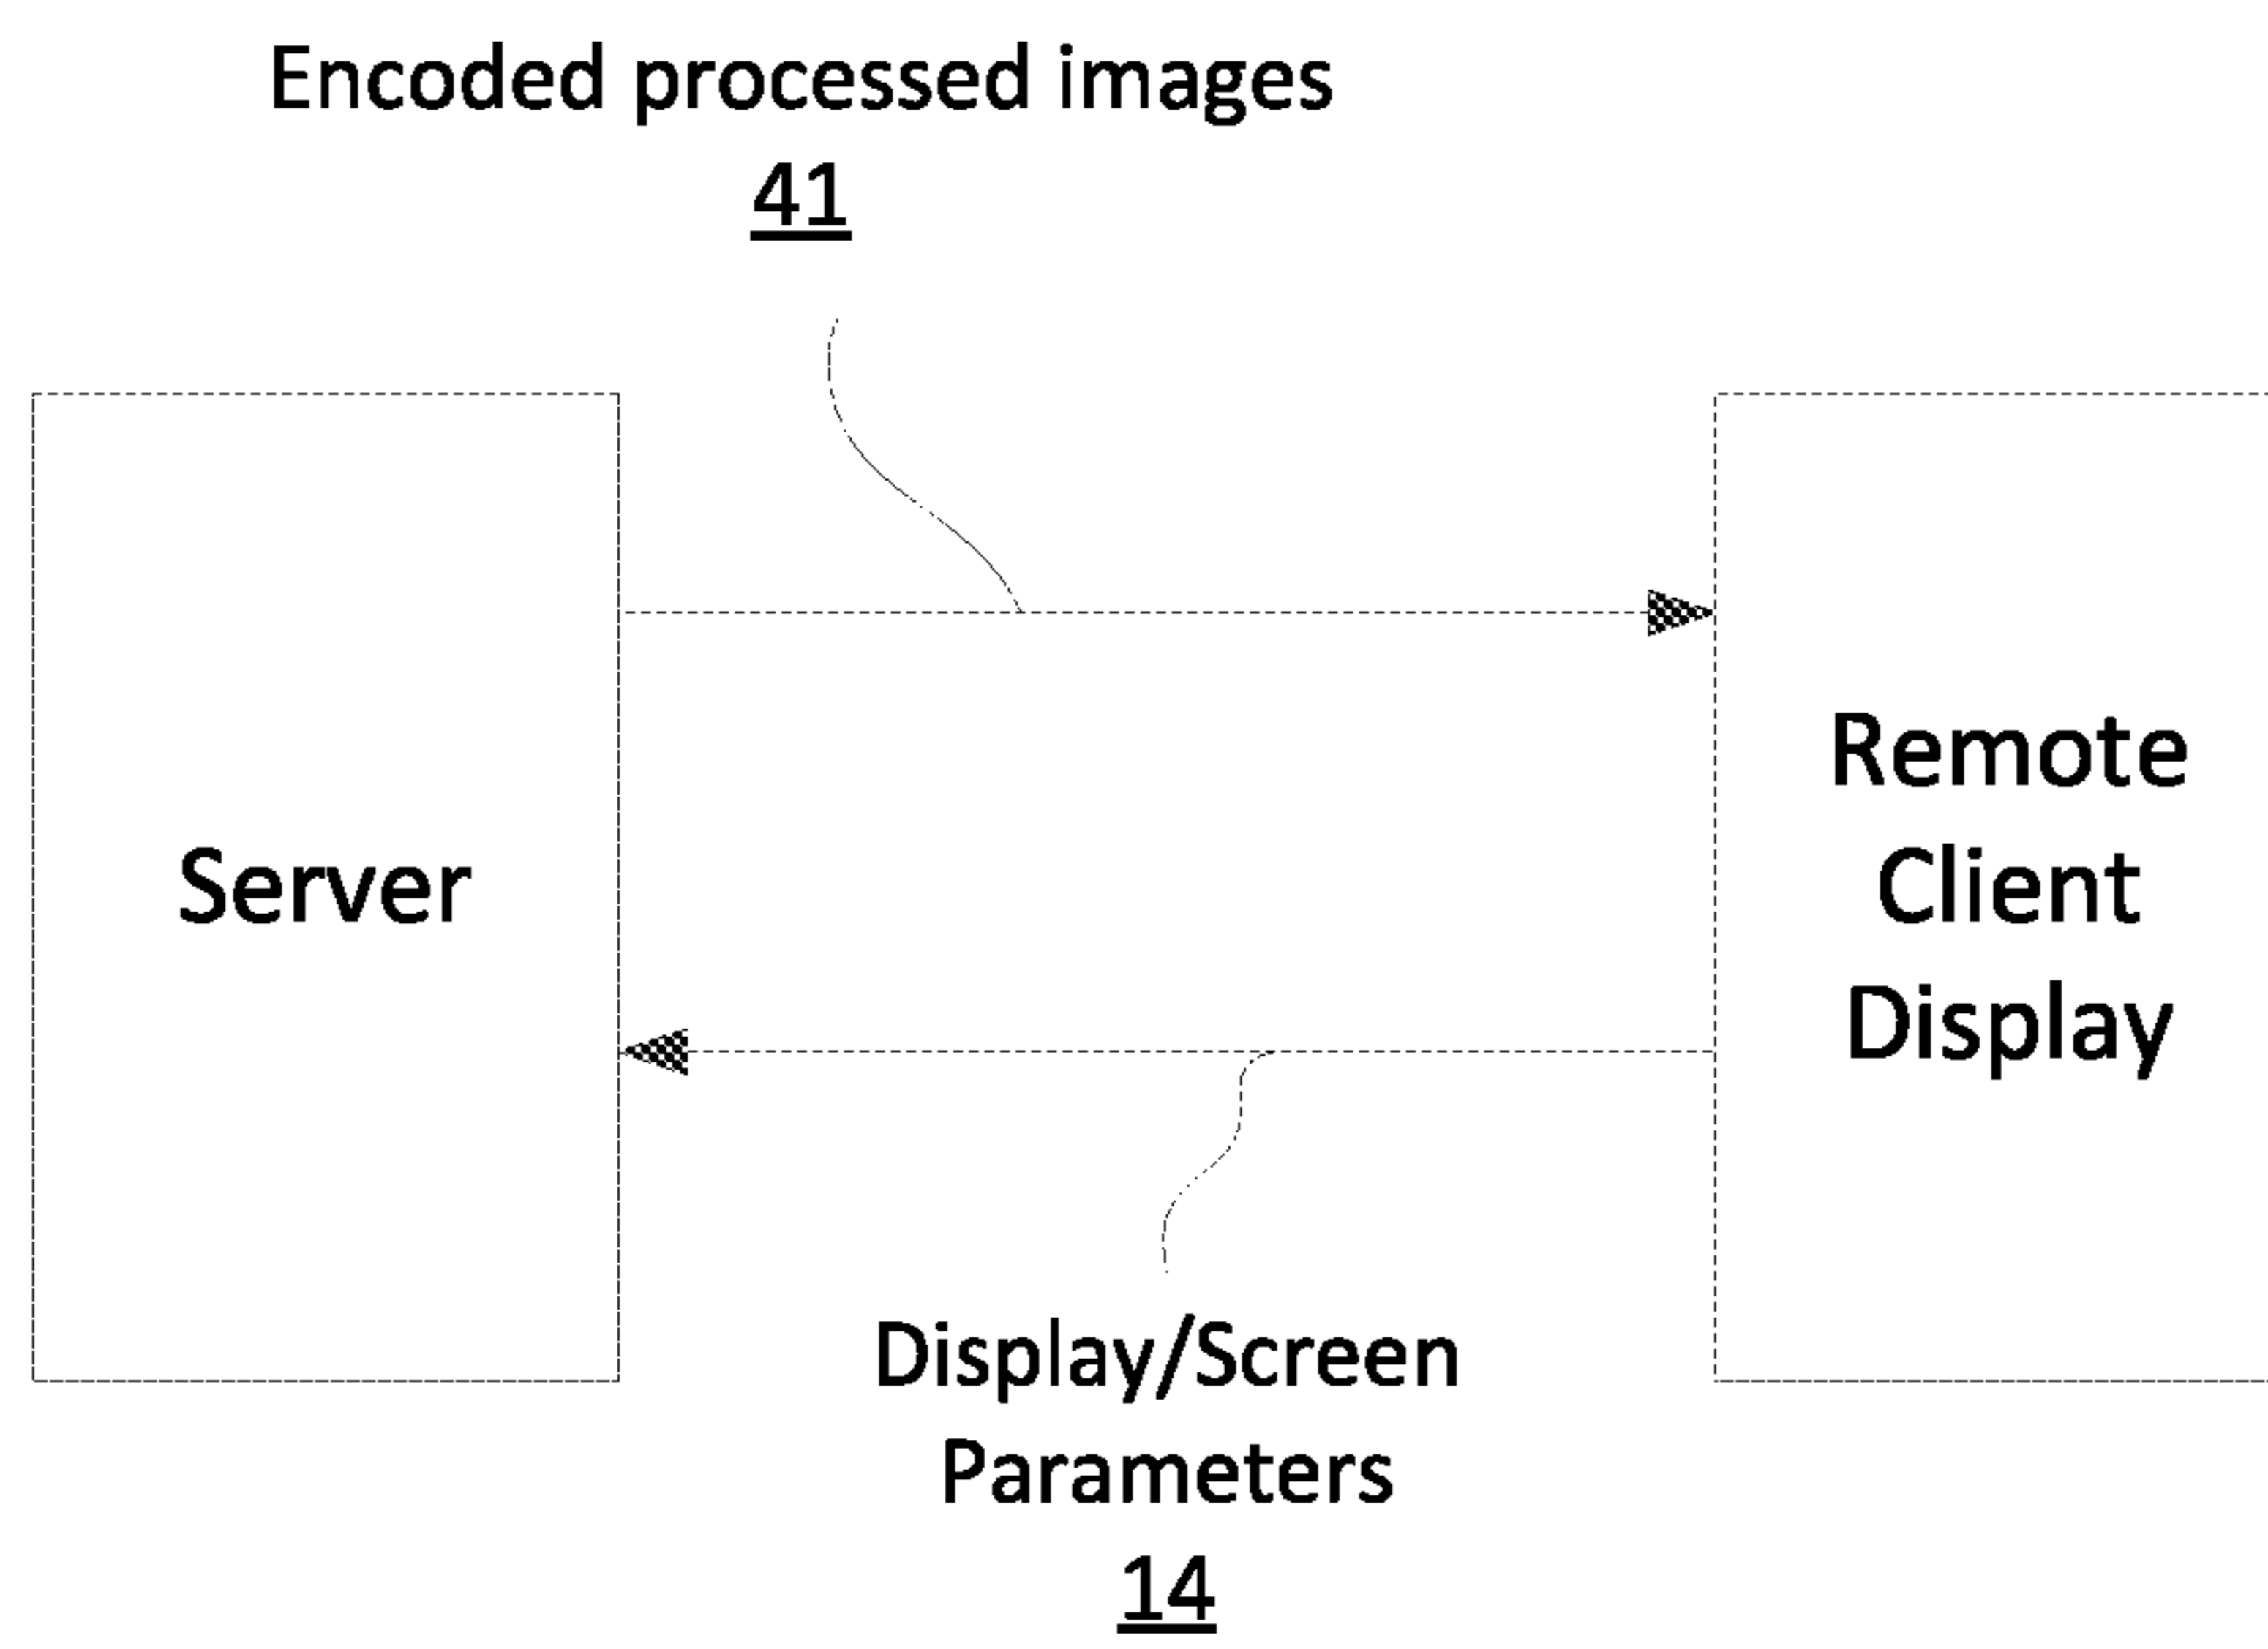 Encoded processed images
41
Server
Remote
Client
Display
Display/Screen
Parameters
14